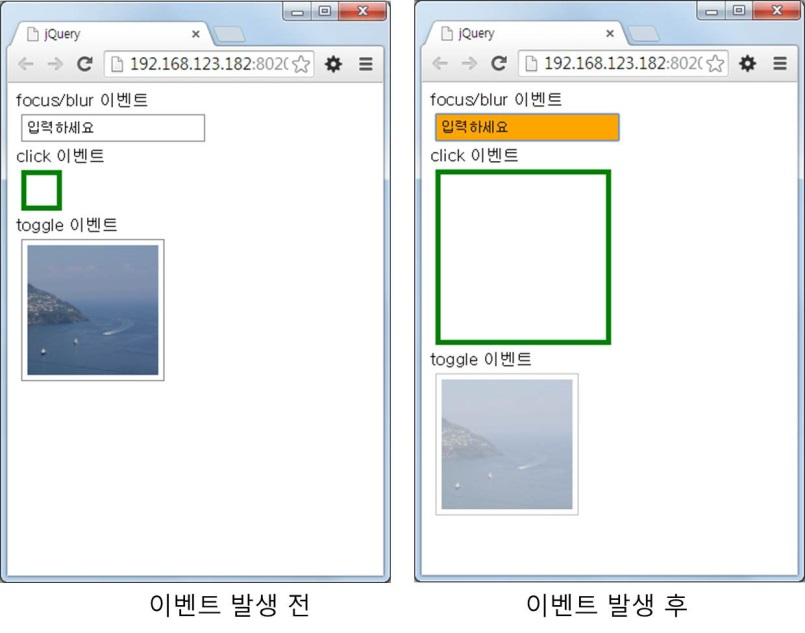 jQuery
192.168.123.182:802
focus/blur 이벤트
입력하세요
click 이벤트
toggle 이벤트
이벤트 발생 전
jQuery
192.168.123.182:802
focus/blur 이벤트
입력하세요
click 이벤트
toggle 이벤트
이벤트 발생 후